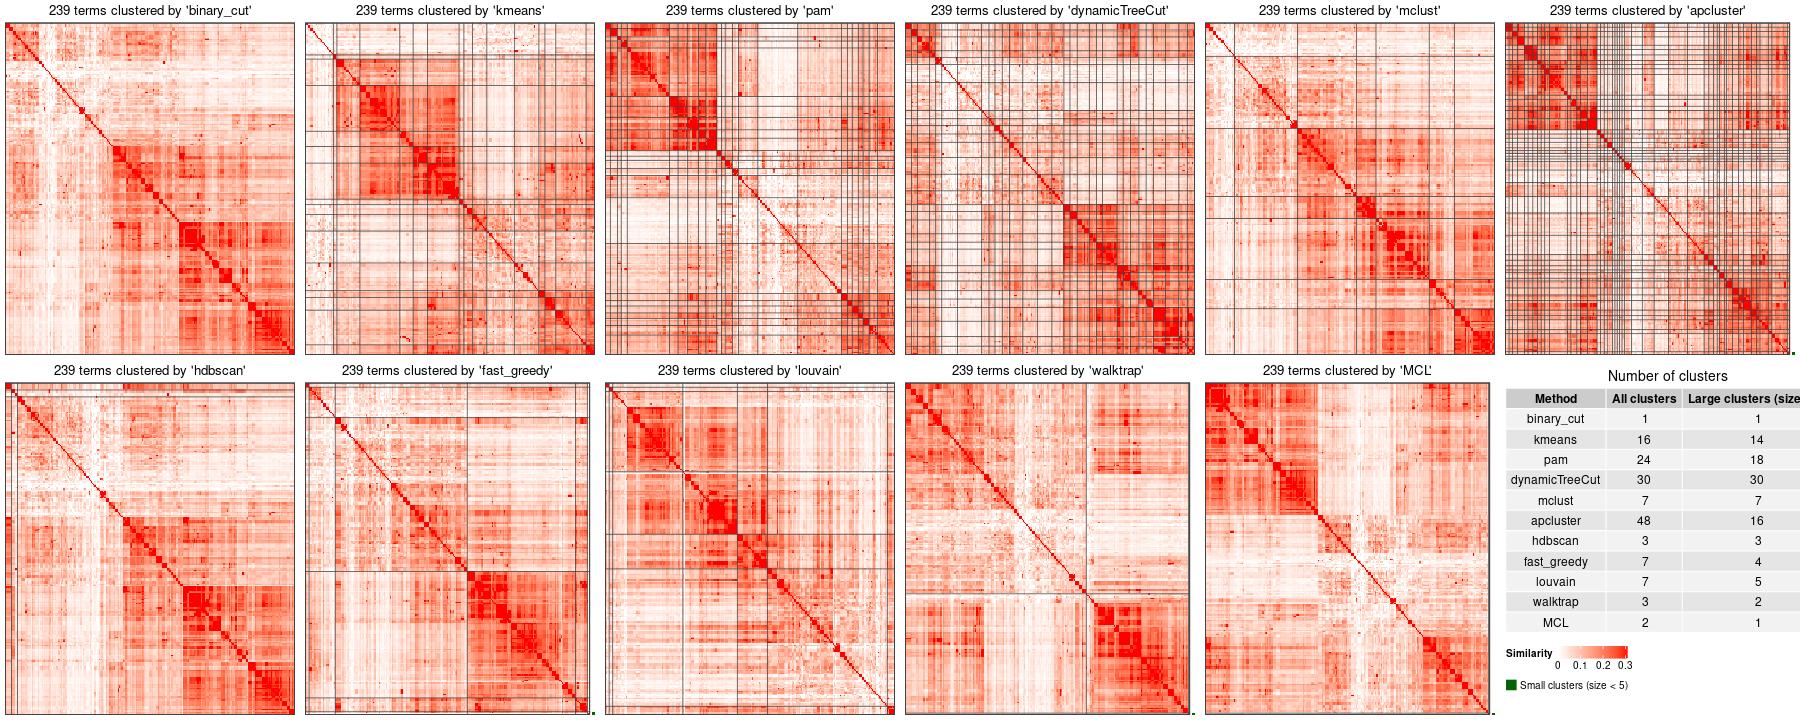 239 terms clustered by 'binary_cut'
239 terms clustered by 'kmeans'
239 terms clustered by 'pam'
239 terms clustered by 'dynamicTreeCut'
239 terms clustered by 'mclust'
239 terms clustered by 'apcluster'
239 terms clustered by 'hdbscan'
239 terms clustered by 'fast_greedy'
239 terms clustered by 'louvain'
239 terms clustered by 'walktrap'
239 terms clustered by 'MCL'
Number of clusters
Method All clusters Large clusters (size
binary_cut 1 1
kmeans 16 14
pam 24 18
dynamicTreeCut 30 30
mclust 7 7
apcluster 48 16
hdbscan 3 3
fast_greedy 7 4
louvain 7 5
walktrap 3 2
MCL 2 1
Similarity
0 0.1 0.2 0.3
Small clusters (size < 5)